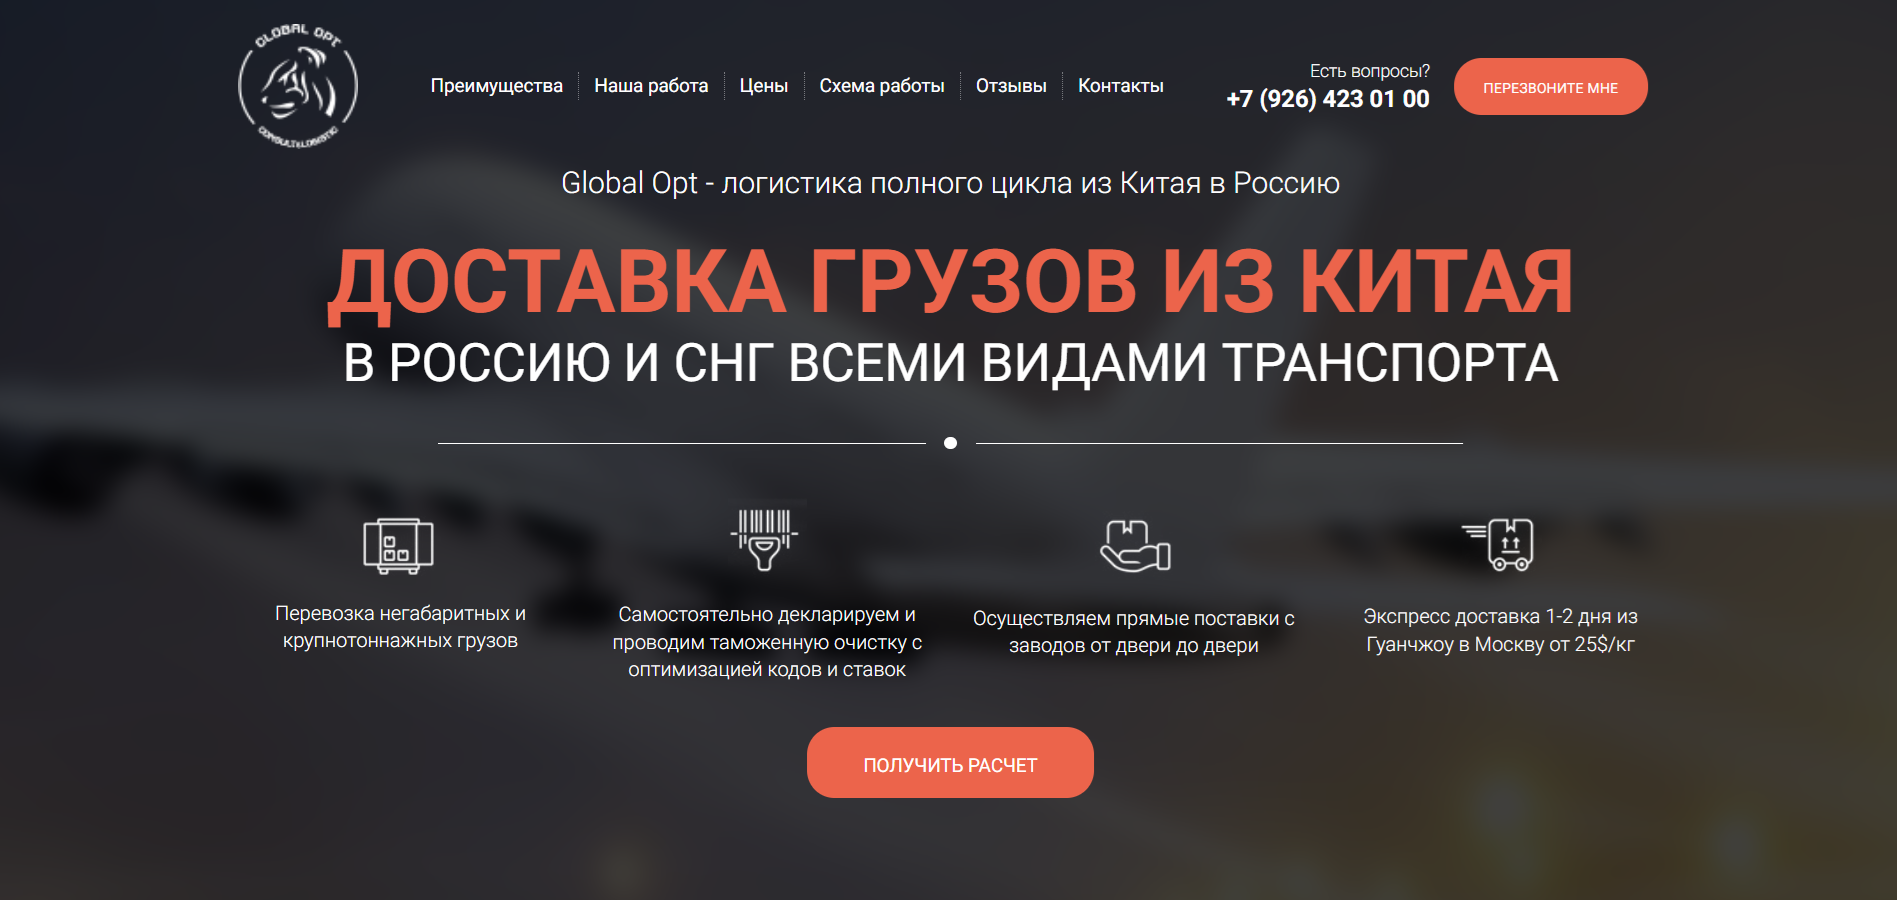 GLOBAL OPT
CONSULT&LOGISTIC
Преимущества
Наша работа
Цены
Схема работы
Отзывы
Контакты
Есть вопросы?
+7 (926) 423 01 00
ПЕРЕЗВОНИТЕ МНЕ
Global Opt - логистика полного цикла из Китая в Россию
ДОСТАВКА ГРУЗОВ ИЗ КИТАЯ
В РОССИЮ И СНГ ВСЕМИ ВИДАМИ ТРАНСПОРТА
Перевозка негабаритных и
крупнотоннажных грузов
Самостоятельно декларируем и
проводим таможенную очистку с
оптимизацией кодов и ставок
Осуществляем прямые поставки с
заводов от двери до двери
Экспресс доставка 1-2 дня из
Гуанчжоу в Москву от 25$/кг
ПОЛУЧИТЬ РАСЧЕТ